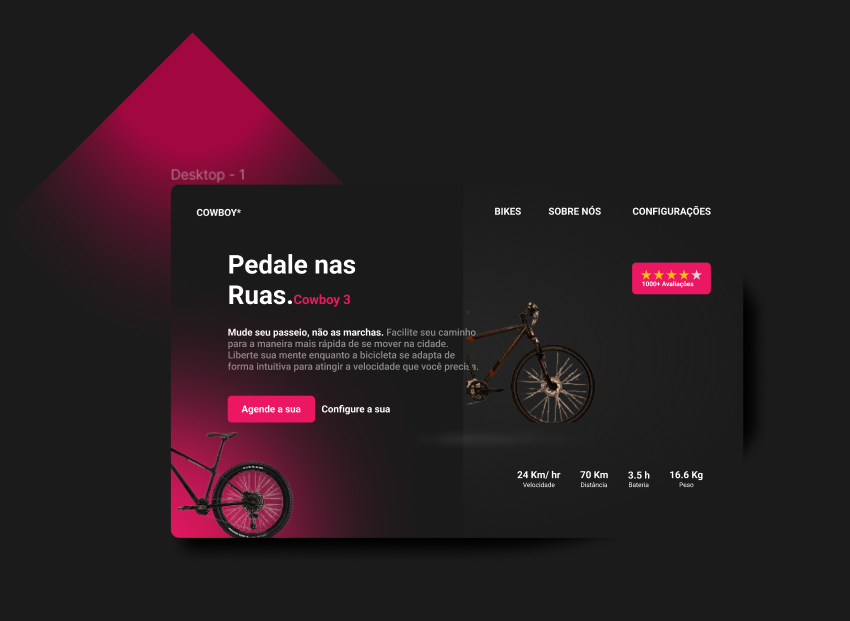 Desktop - 1
COWBOY*
BIKES
SOBRE NÓS
CONFIGURAÇÕES
Pedale nas
Ruas.Cowboy 3
1000+ Avaliações
Mude seu passeio, não as marchas. Facilite seu caminho
para a maneira mais rápida de se mover na cidade.
Liberte sua mente enquanto a bicicleta se adapta de
forma intuitiva para atingir a velocidade que você precisa.
Agende a sua
Configure a sua
24 Km/ hr
Velocidade
70 Km
Distância
3.5 h
Bateria
16.6 Kg
Peso